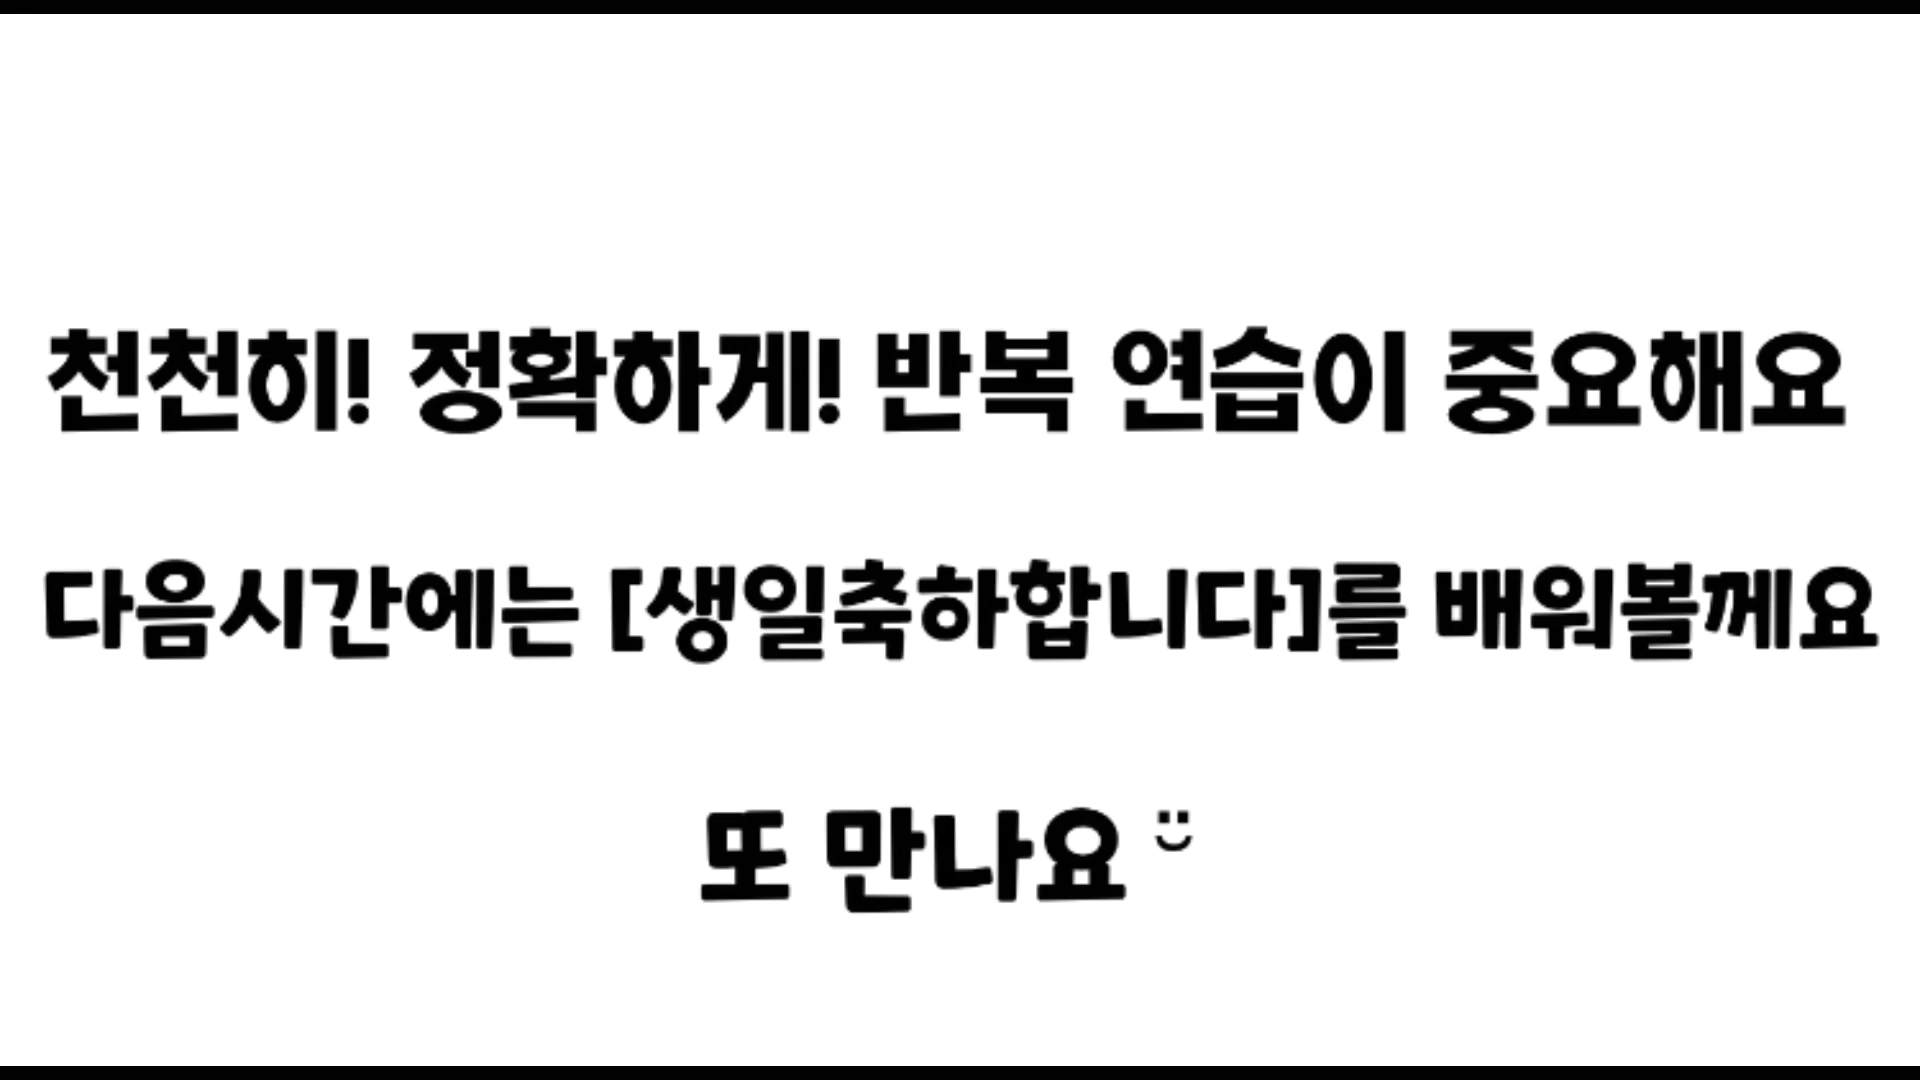 천천히! 정확하게! 반복 연습이 중요해요
다음시간에는 [생일축하합니다]를 배워볼께요
또 만나요 :)